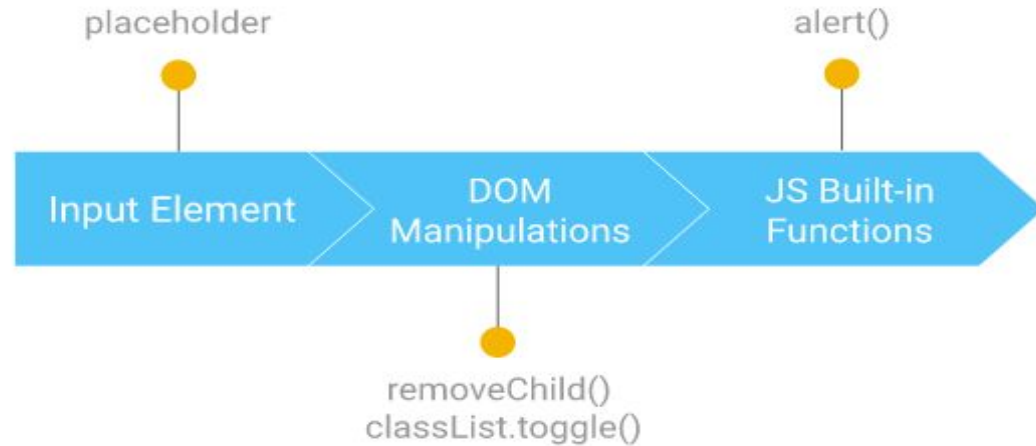 placeholder
alert()
Input Element
DOM
Manipulations
JS Built-in
Functions
removeChild()
classList.toggle()